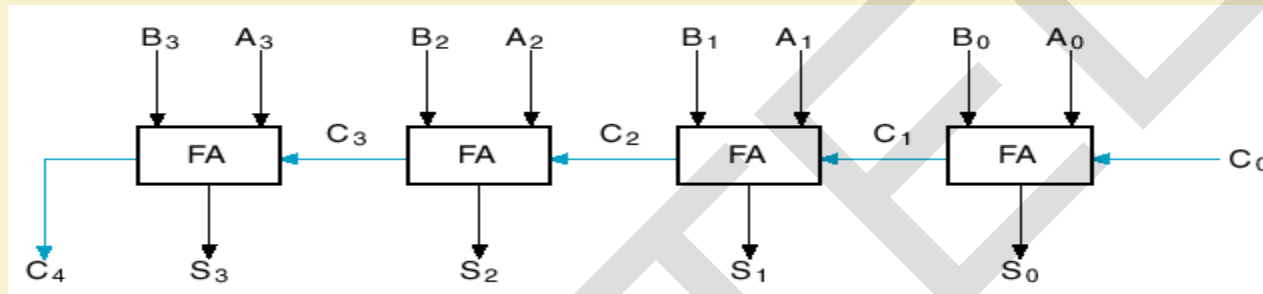 B₃ A₃ B₂ A₂ B₁ A₁ B₀ A₀
FA C₃ FA C₂ FA C₁ FA C₀
C₄ S₃ S₂ S₁ S₀